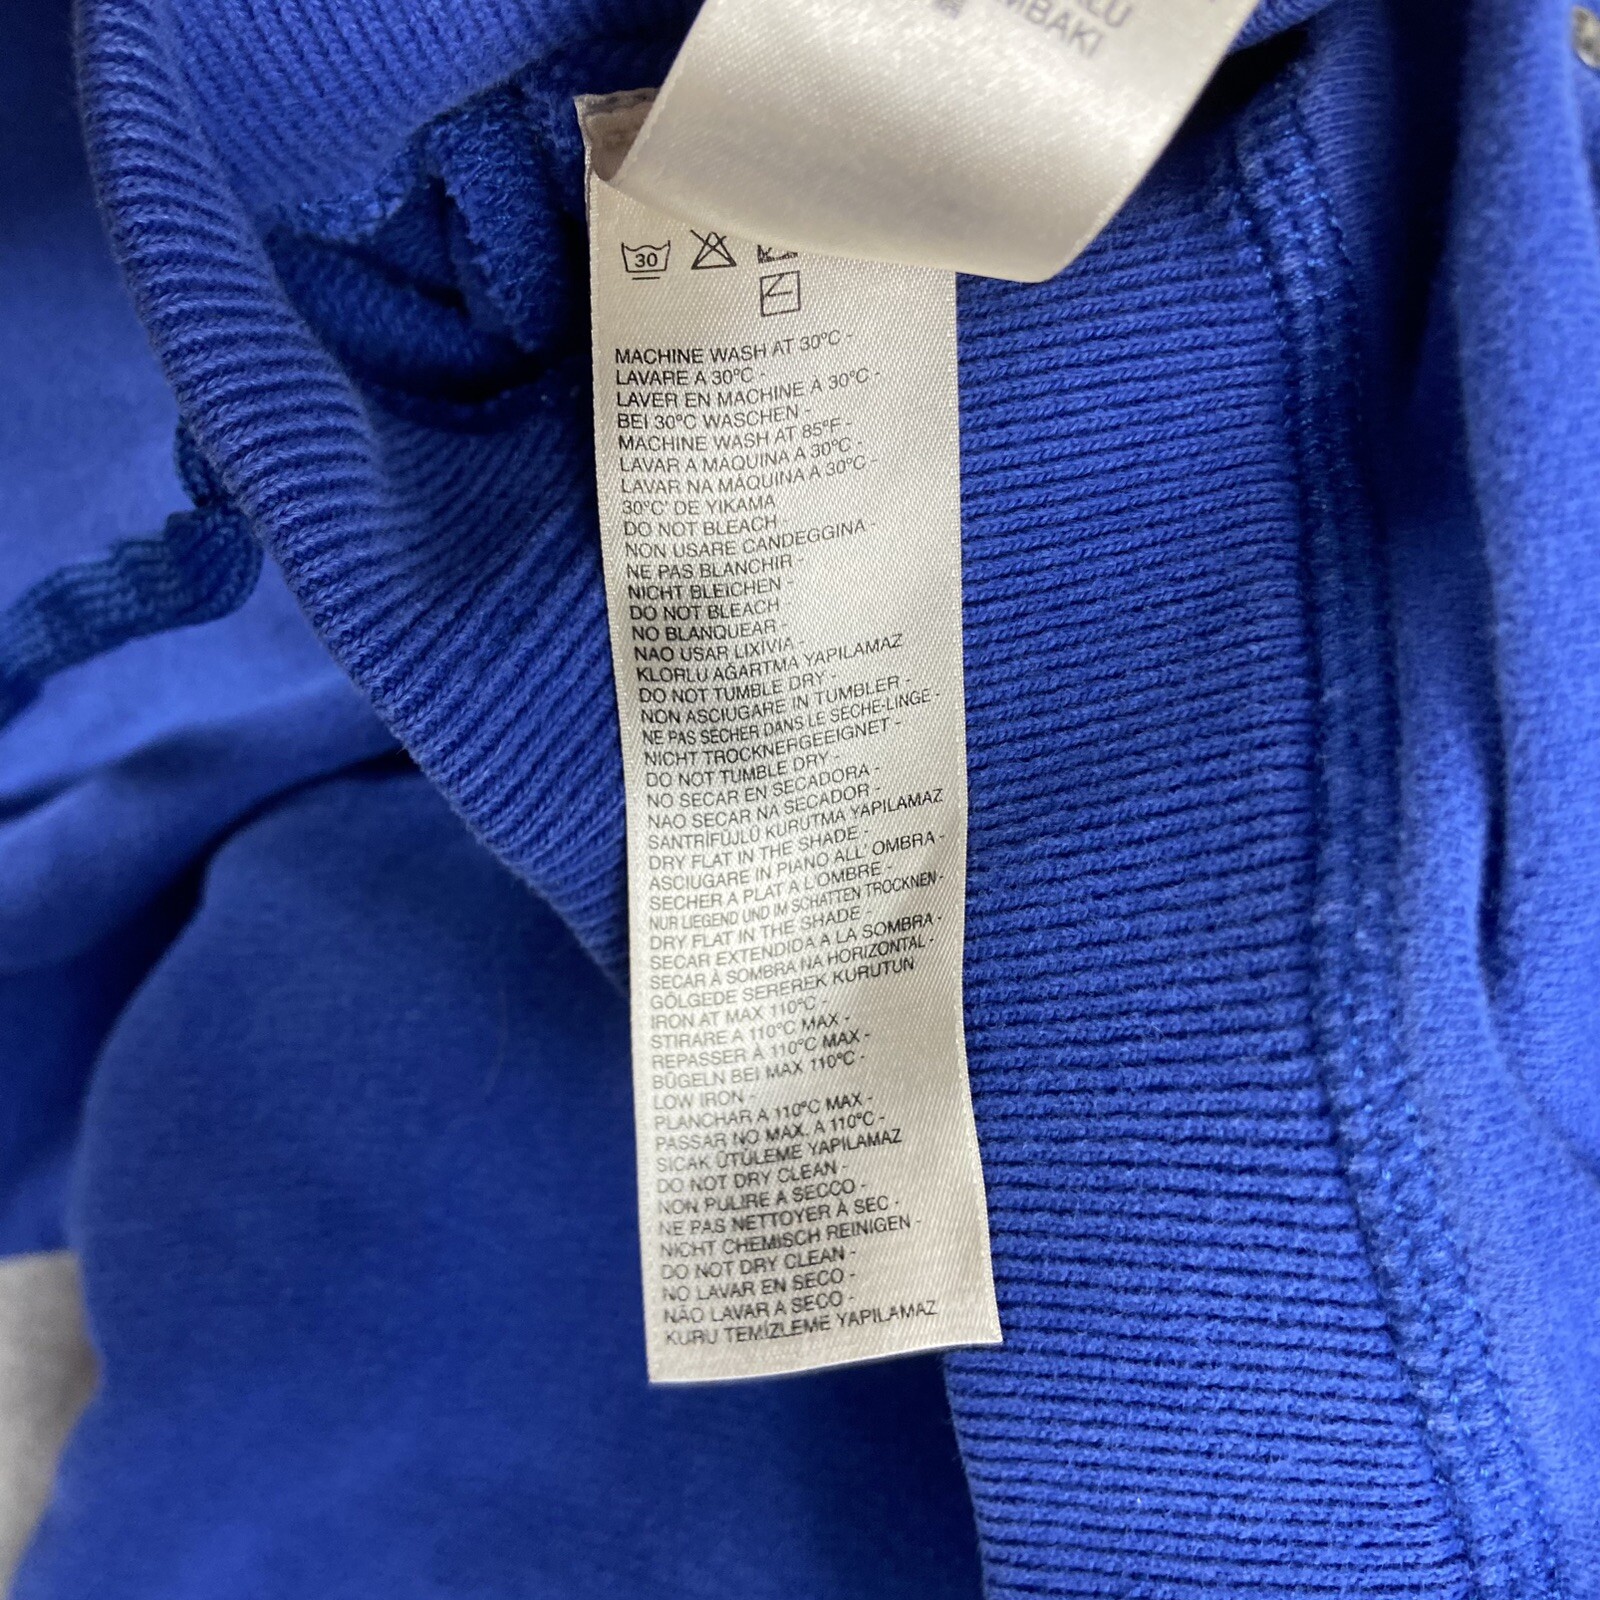 MBAKI
30
MACHINE WASH AT 30°C -
LAVARE A 30°C -
LAVER EN MACHINE A 30°C -
BEI 30°C WASCHEN -
MACHINE WASH AT 85°F -
LAVAR A MAQUINA A 30°C -
LAVAR NA MÁQUINA A 30°C -
30°C' DE YIKAMA
DO NOT BLEACH -
NON USARE CANDEGGINA -
NE PAS BLANCHIR -
NICHT BLEICHEN -
DO NOT BLEACH -
NO BLANQUEAR -
NAO USAR LIXÍVIA -
KLORLU AĞARTMA YAPILAMAZ
DO NOT TUMBLE DRY -
NON ASCIUGARE IN TUMBLER -
NE PAS SECHER DANS LE SECHE-LINGE -
NICHT TROCKNERGEEIGNET -
DO NOT TUMBLE DRY -
NO SECAR EN SECADORA -
NAO SECAR NA SECADOR -
SANTRİFÜJLÜ KURUTMA YAPILAMAZ
DRY FLAT IN THE SHADE -
ASCIUGARE IN PIANO ALL' OMBRA -
SECHER A PLAT A L'OMBRE -
NUR LIEGEND UND IM SCHATTEN TROCKNEN -
DRY FLAT IN THE SHADE -
SECAR EXTENDIDA A LA SOMBRA -
SECAR À SOMBRA NA HORIZONTAL -
GÖLGEDE SEREREK KURUTUN
IRON AT MAX 110°C -
STIRARE A 110°C MAX -
REPASSER À 110°C MAX -
BÜGELN BEI MAX 110°C -
LOW IRON -
PLANCHAR A 110°C MAX -
PASSAR NO MAX. A 110°C -
SICAK ÜTÜLEME YAPILAMAZ
DO NOT DRY CLEAN -
NON PULIRE A SECCO -
NE PAS NETTOYER À SEC -
NICHT CHEMISCH REINIGEN -
DO NOT DRY CLEAN -
NO LAVAR EN SECO -
NÃO LAVAR A SECO -
KURU TEMİZLEME YAPILAMAZ